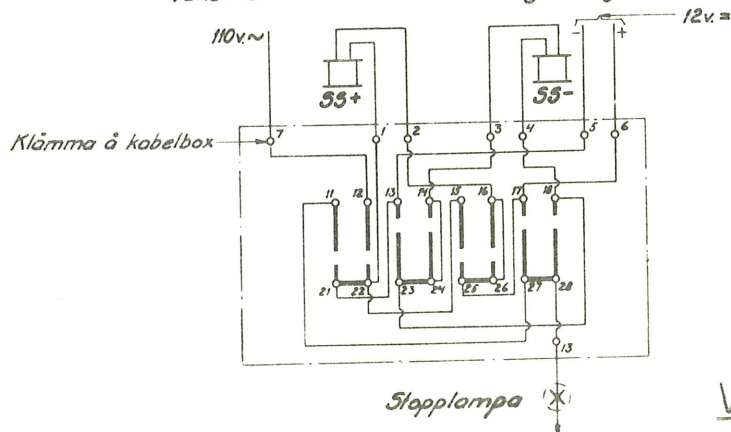 12v. =
110v. ~
- +
SS+
SS-
Klämma å kabelbox
7 1 2 3 4 5 6
11 12 13 14 15 16 17 18
21 22 23 24 25 26 27 28
13
Stopplampa